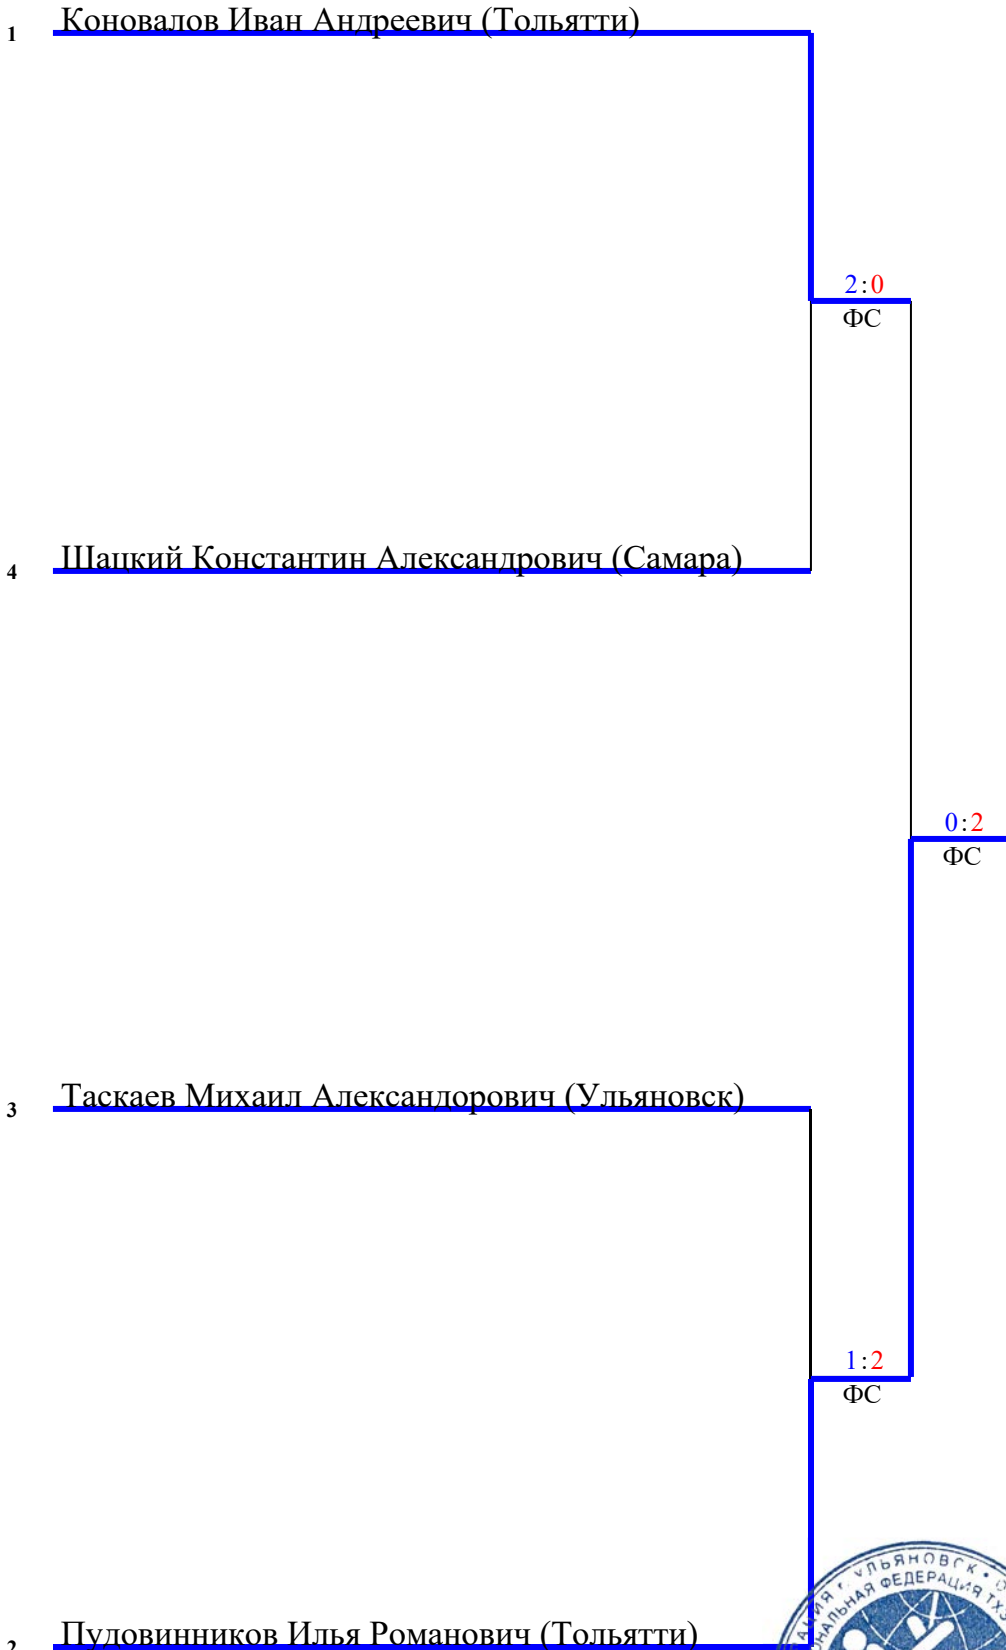 1 Коновалов Иван Андреевич (Тольятти)
2:0
ФС
4 Шацкий Константин Александрович (Самара)
0:2
ФС
3 Таскаев Михаил Александорович (Ульяновск)
1:2
ФС
УЛЬЯНОВСК
ФЕДЕРАЦИЯ
2 Пудовинников Илья Романович (Тольятти)